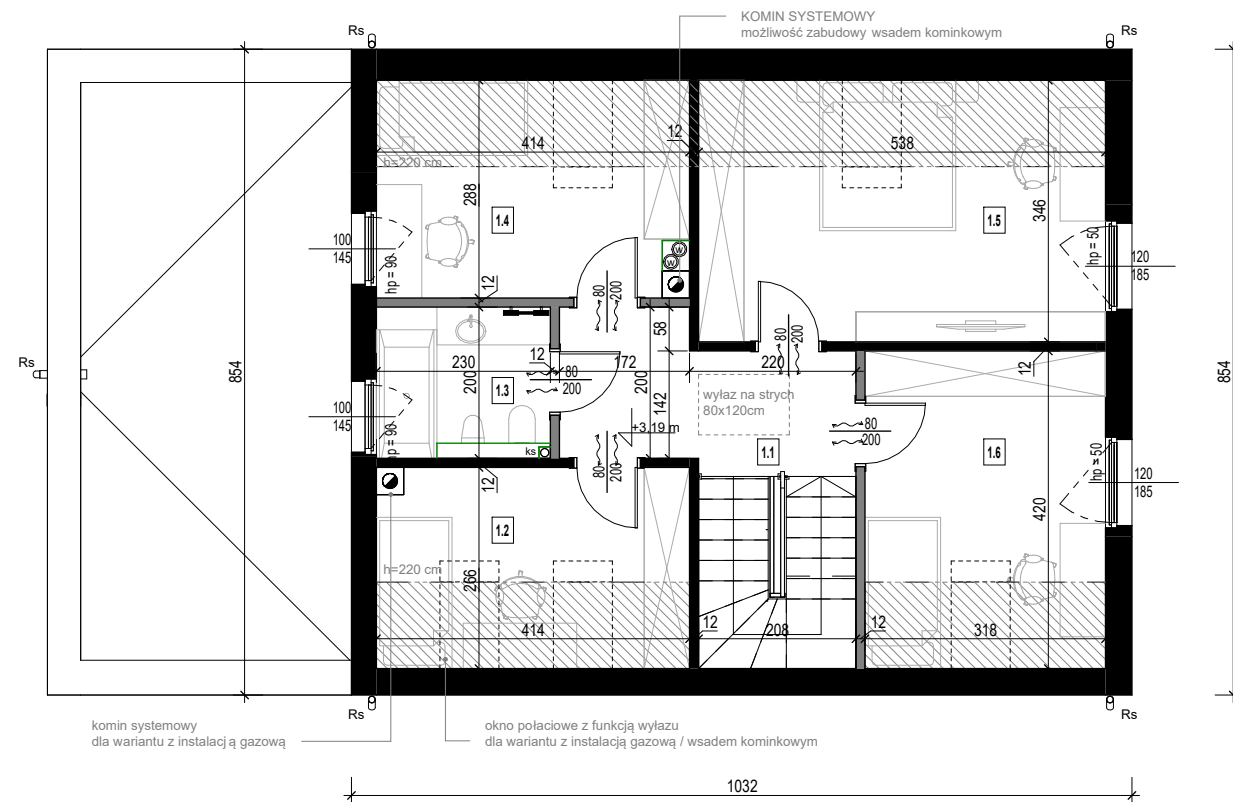 KOMIN SYSTEMOWY
możliwość zabudowy wsadem kominkowym
Rs
Rs
414
12
538
h=220 cm
288
1.4
1.5
346
100
145
hp = 90
120
185
hp = 50
W
W
12
80
200
58
80
200
Rs
854
854
230
12
172
220
12
200
1.3
80
200
200
142
wyłaz na strych
80x120cm
100
145
hp = 90
+3,19 m
80
200
ks
80
200
1.1
1.6
hp = 50
120
185
12
1.2
420
h=220 cm
266
414
12
208
12
318
Rs
Rs
komin systemowy
dla wariantu z instalacją gazową
okno połaciowe z funkcją wyłazu
dla wariantu z instalacją gazową / wsadem kominkowym
1032